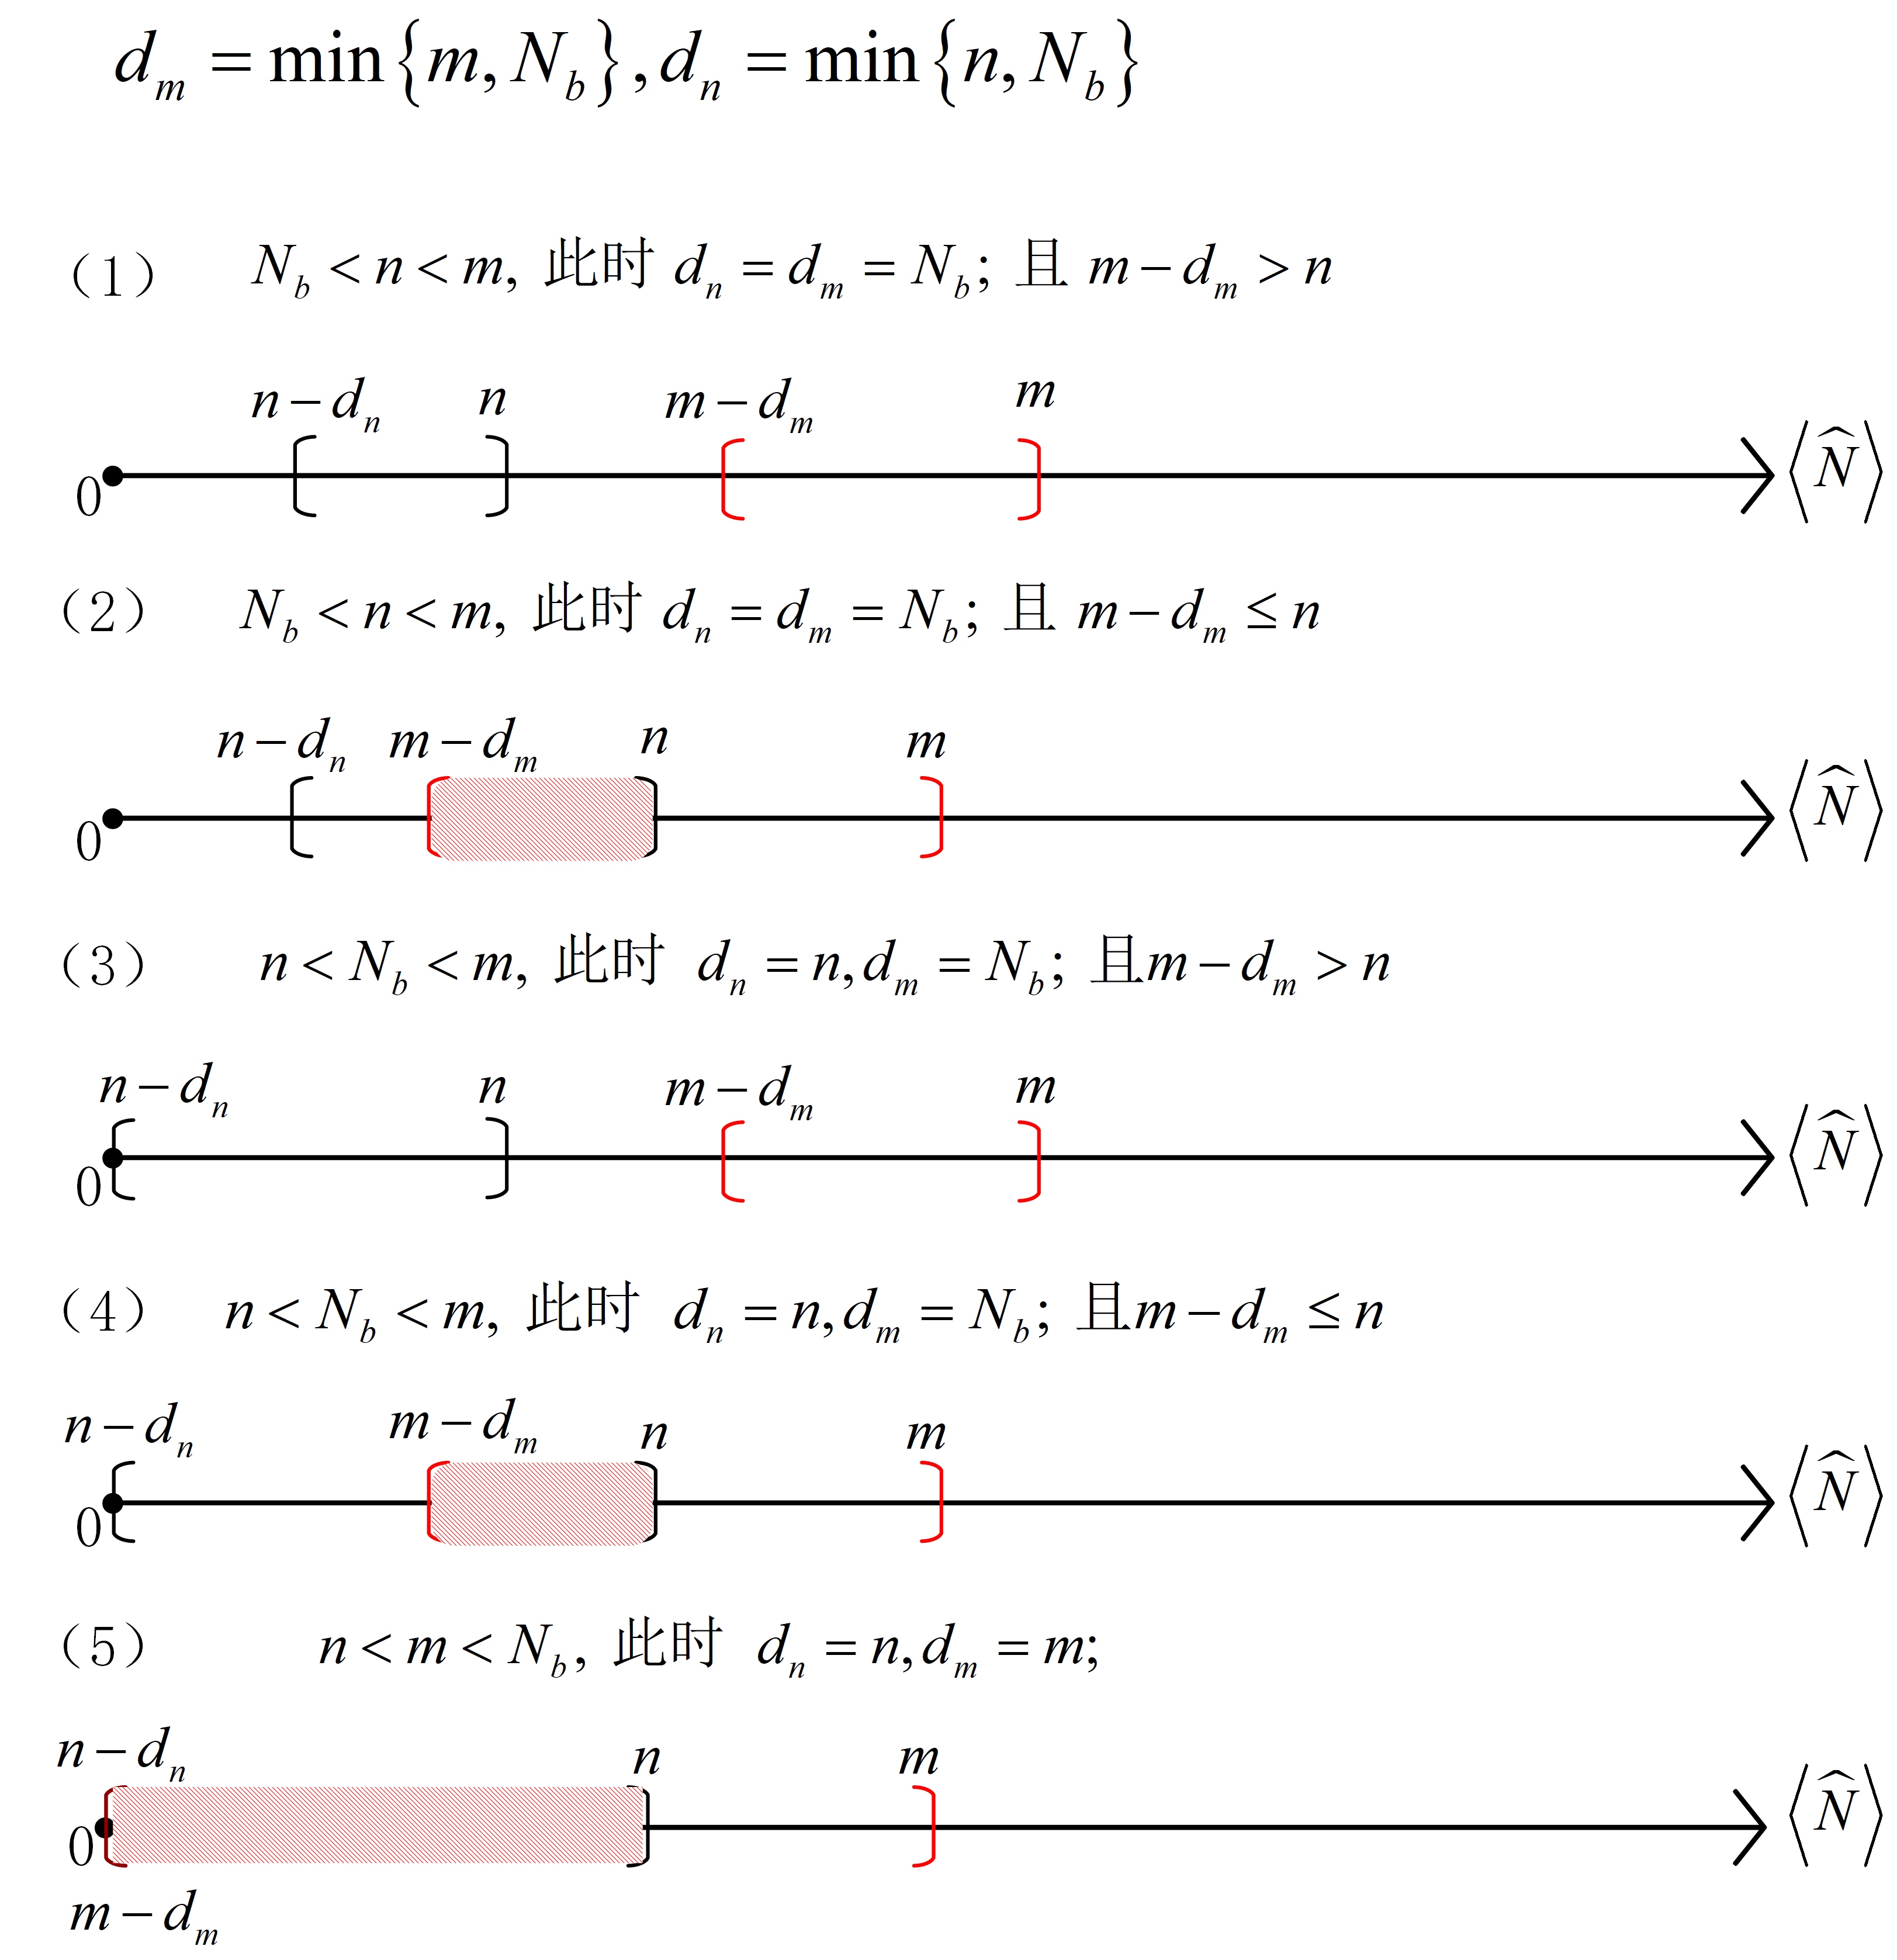 d_m = min{m, N_b}, d_n = min{n, N_b}
（1） N_b < n < m, 此时 d_n = d_m = N_b; 且 m − d_m > n
n − d_n n m − d_m m
0 ⟨N̂⟩
（2） N_b < n < m, 此时 d_n = d_m = N_b; 且 m − d_m ≤ n
n − d_n m − d_m n m
0 ⟨N̂⟩
（3） n < N_b < m, 此时 d_n = n, d_m = N_b; 且 m − d_m > n
n − d_n n m − d_m m
0 ⟨N̂⟩
（4） n < N_b < m, 此时 d_n = n, d_m = N_b; 且 m − d_m ≤ n
n − d_n m − d_m n m
0 ⟨N̂⟩
（5） n < m < N_b, 此时 d_n = n, d_m = m;
n − d_n n m
0 ⟨N̂⟩
m − d_m